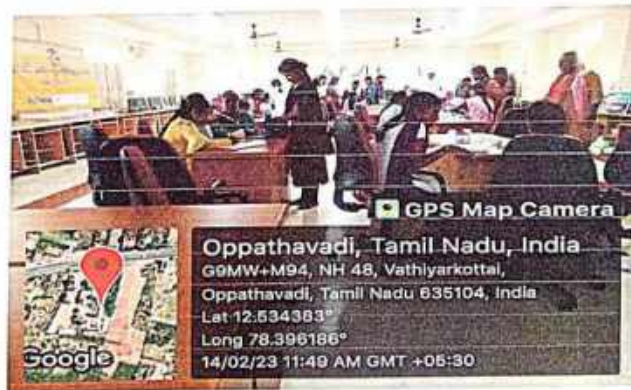 GPS Map Camera
Oppathavadi, Tamil Nadu, India
G9MW+M94, NH 48, Vathiyarkottai,
Oppathavadi, Tamil Nadu 635104, India
Lat 12.534383°
Long 78.396186°
14/02/23 11:49 AM GMT +05:30
Google